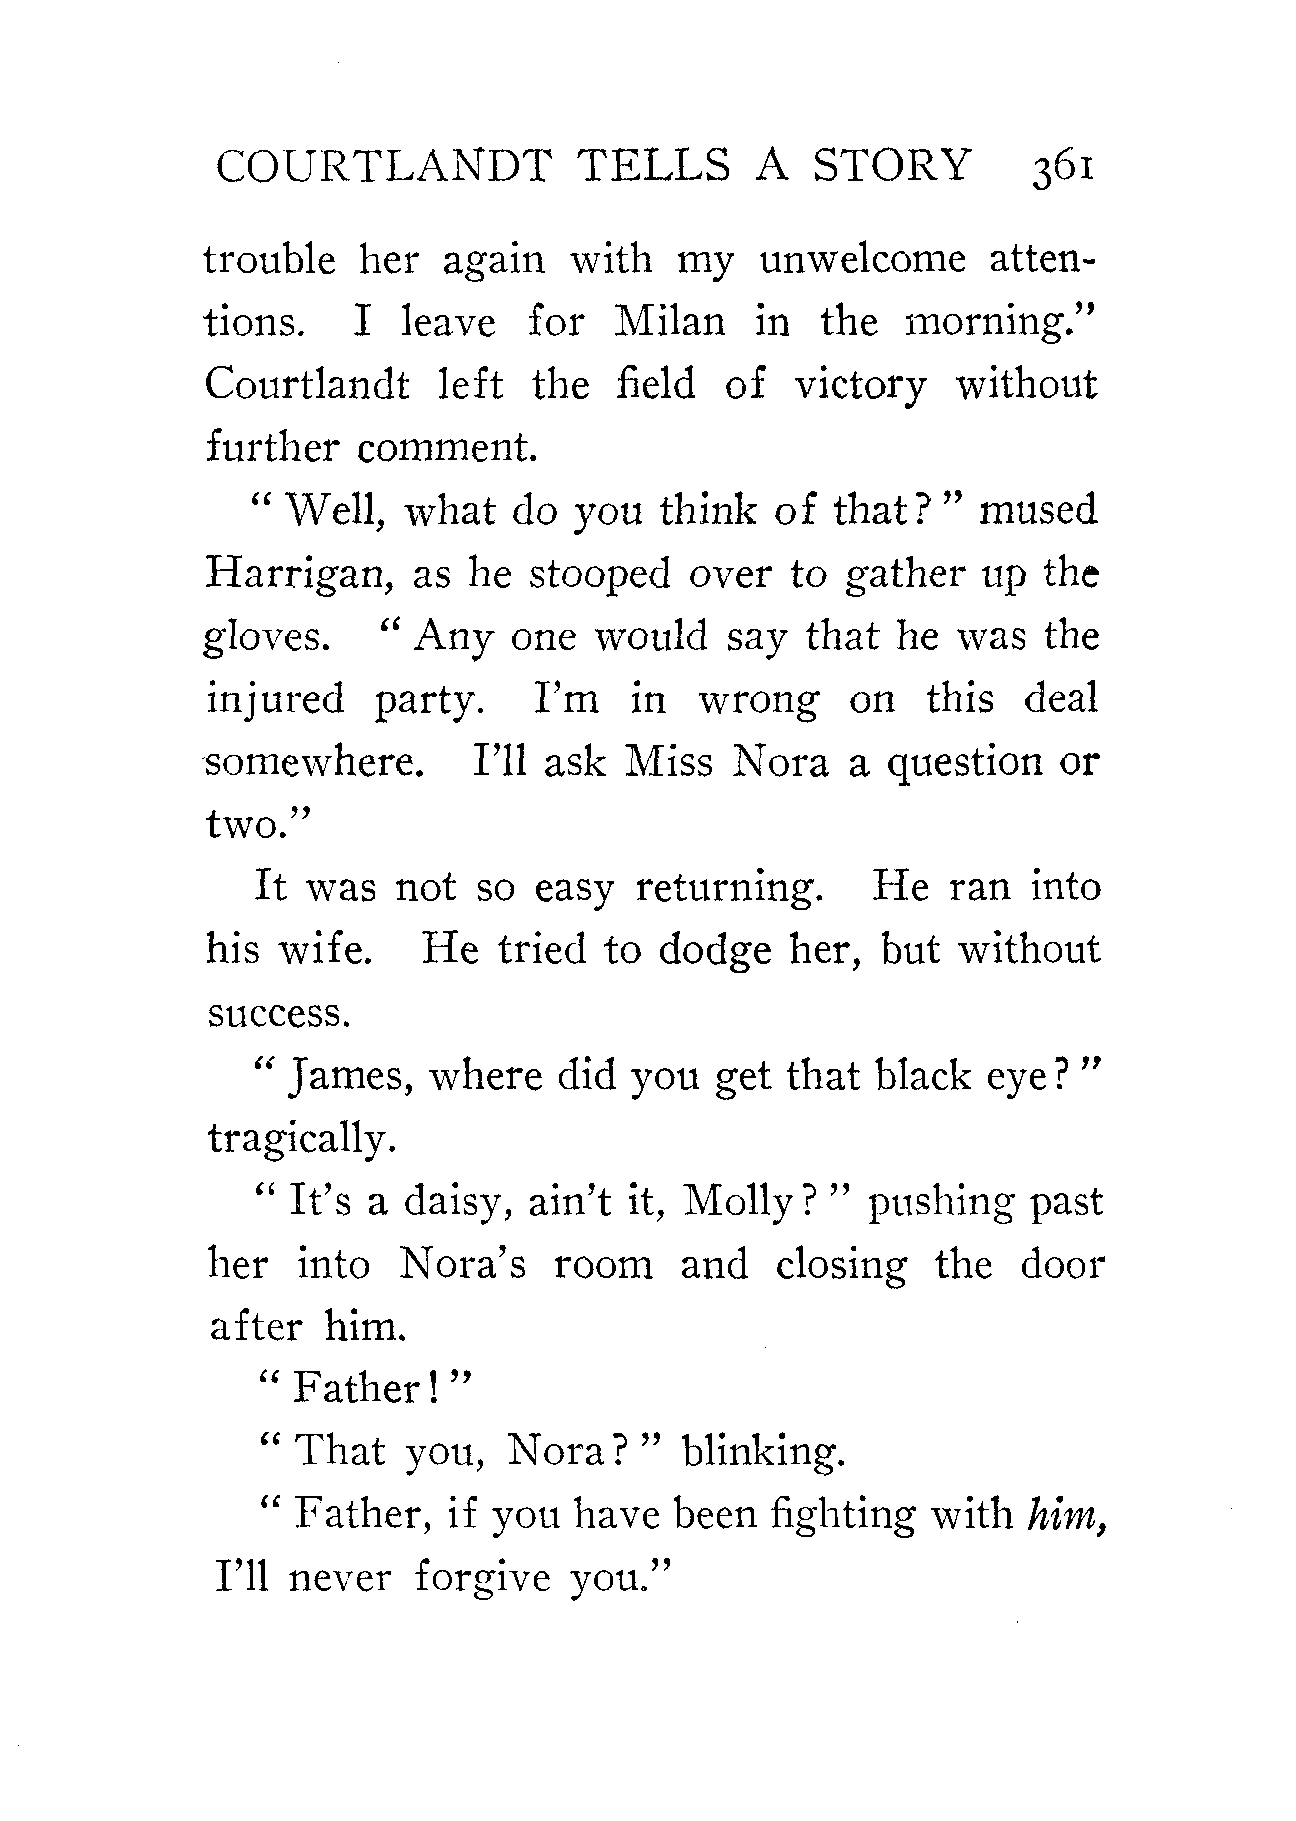 COURTLANDT TELLS A STORY 361
trouble her again with my unwelcome atten-
tions. I leave for Milan in the morning."
Courtlandt left the field of victory without
further comment.
" Well, what do you think of that? " mused
Harrigan, as he stooped over to gather up the
gloves. " Any one would say that he was the
injured party. I'm in wrong on this deal
somewhere. I'll ask Miss Nora a question or
two."
It was not so easy returning. He ran into
his wife. He tried to dodge her, but without
success.
" James, where did you get that black eye? "
tragically.
" It's a daisy, ain't it, Molly? " pushing past
her into Nora's room and closing the door
after him.
" Father! "
" That you, Nora? " blinking.
" Father, if you have been fighting with him,
I'll never forgive you."